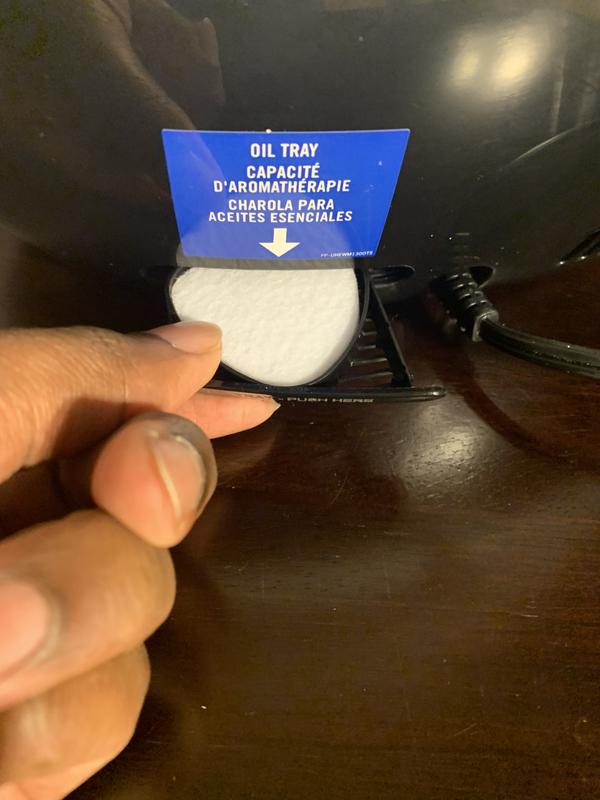 OIL TRAY
CAPACITÉ
D'AROMATHÉRAPIE
CHAROLA PARA
ACEITES ESENCIALES
PUSH HERE